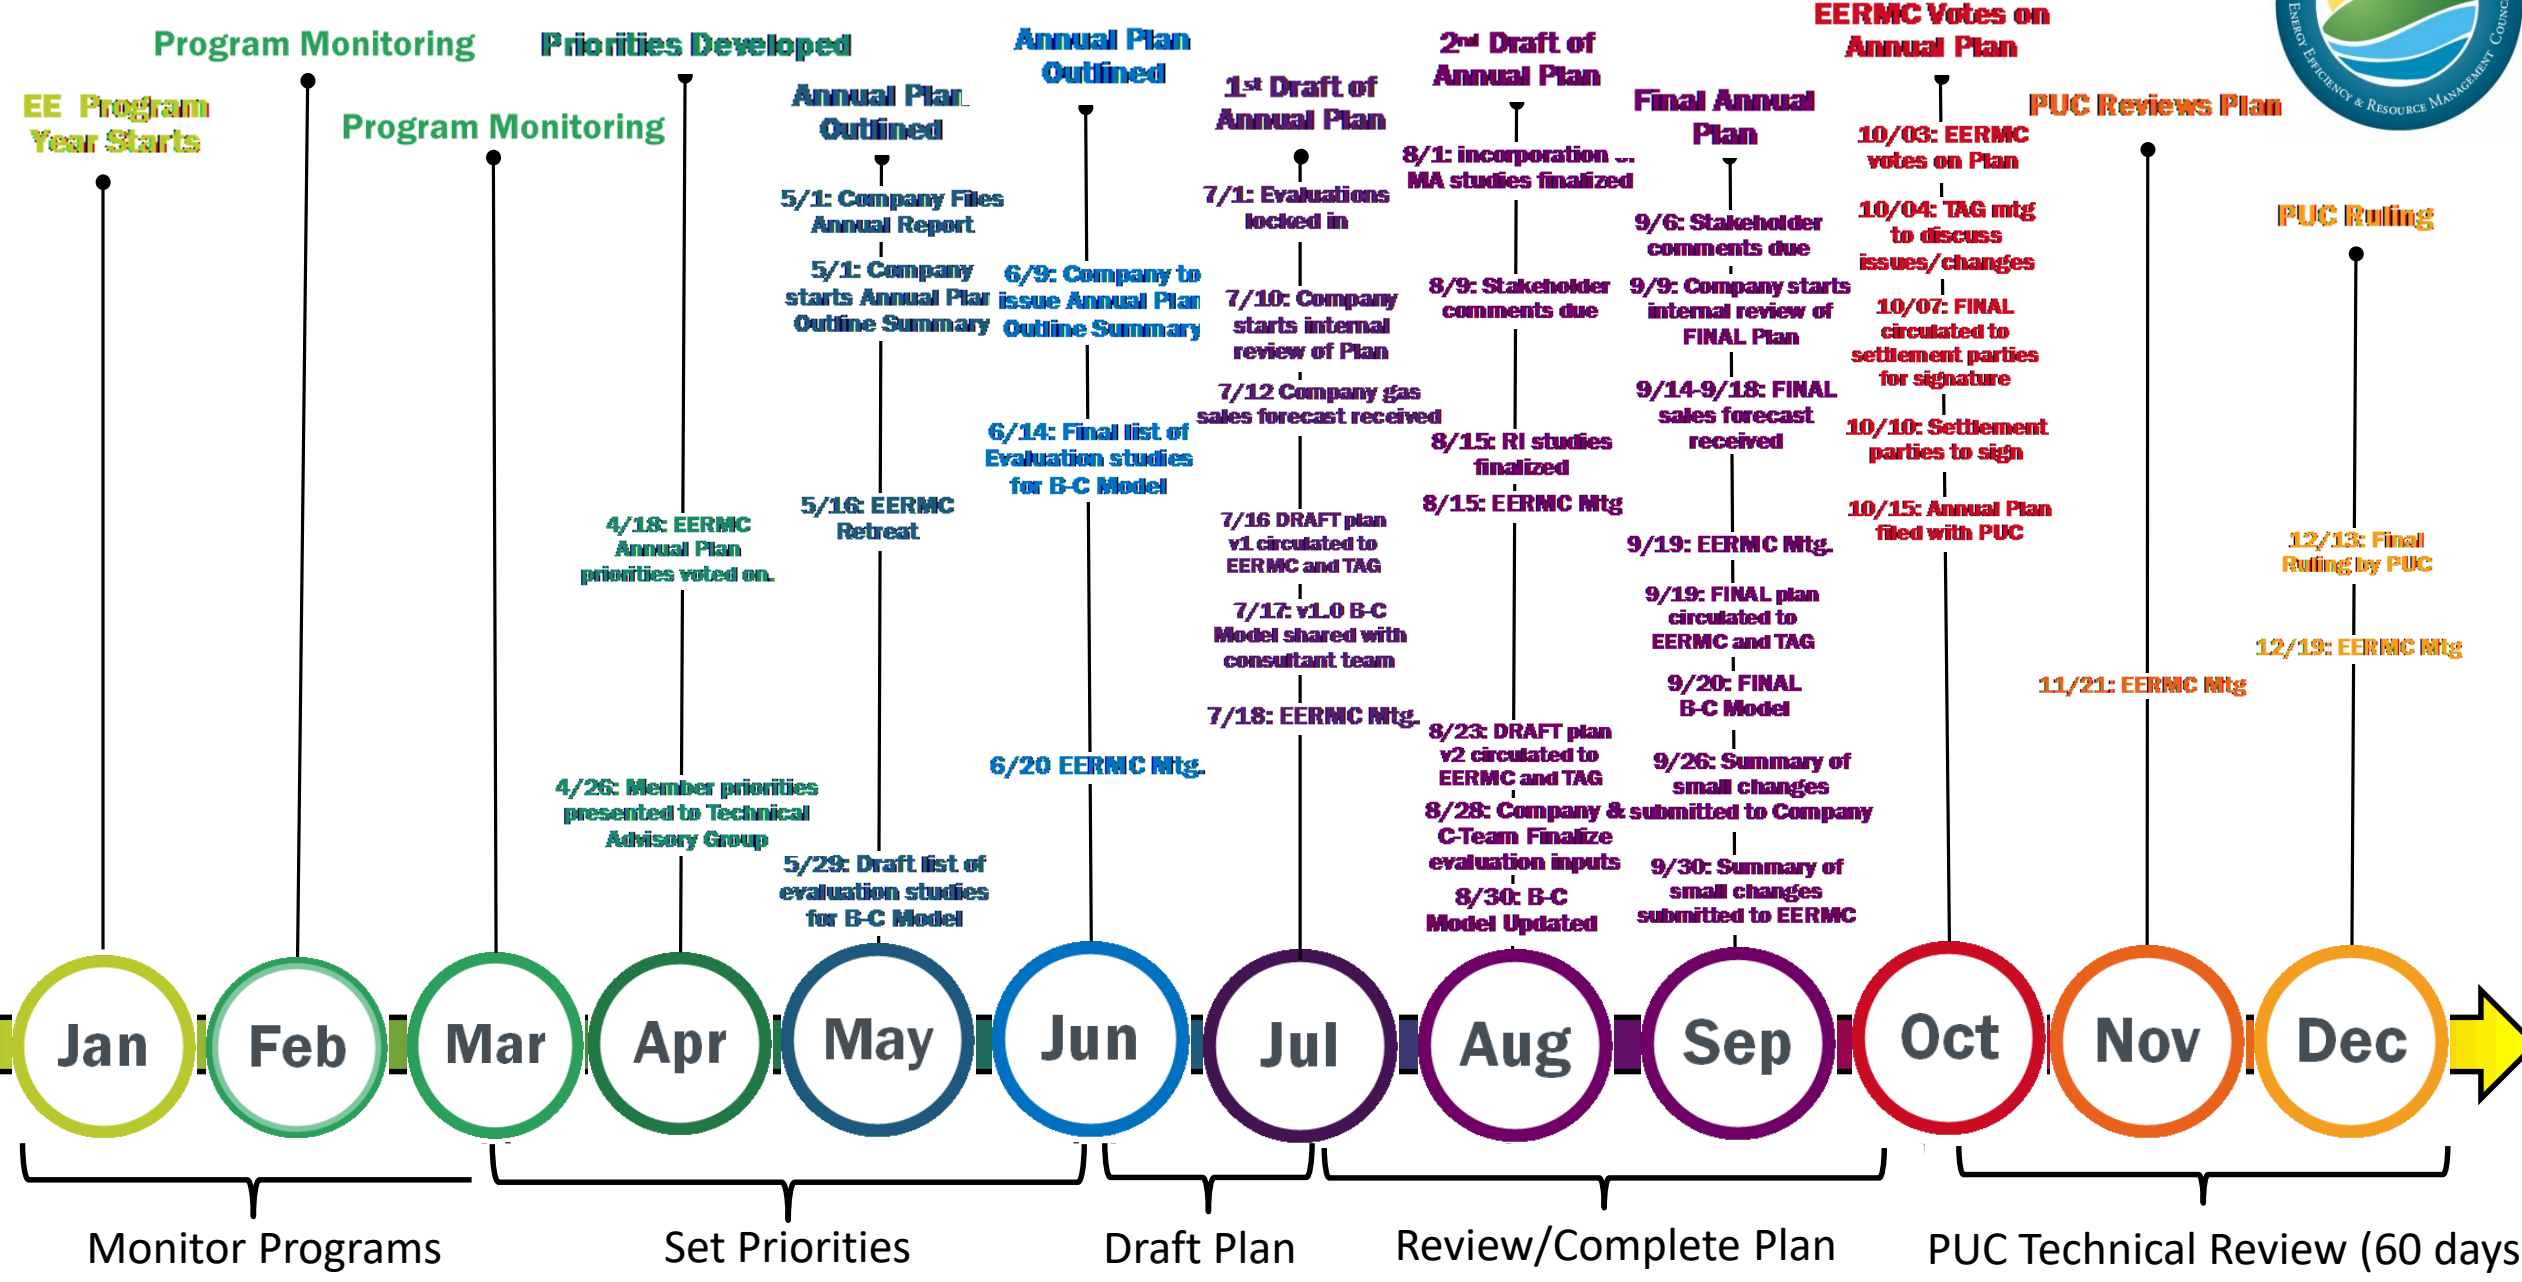 EE Program
Year Starts
Program Monitoring
Program Monitoring
Priorities Developed
4/18: EERMC
Annual Plan
priorities voted on.
4/26: Member priorities
presented to Technical
Advisory Group
Annual Plan
Outlined
5/1: Company Files
Annual Report
5/1: Company
starts Annual Plan
Outline Summary
5/16: EERMC
Retreat
5/29: Draft list of
evaluation studies
for B-C Model
Annual Plan
Outlined
6/9: Company to
issue Annual Plan
Outline Summary
6/14: Final list of
Evaluation studies
for B-C Model
6/20 EERMC Mtg.
1st Draft of
Annual Plan
7/1: Evaluations
locked in
7/10: Company
starts internal
review of Plan
7/12 Company gas
sales forecast received
7/16 DRAFT plan
v1 circulated to
EERMC and TAG
7/17: v1.0 B-C
Model shared with
consultant team
7/18: EERMC Mtg.
2nd Draft of
Annual Plan
8/1: incorporation
MA studies finalized
8/9: Stakeholder
comments due
8/15: RI studies
finalized
8/15: EERMC Mtg
8/23: DRAFT plan
v2 circulated to
EERMC and TAG
8/28: Company &
C-Team Finalize
evaluation inputs
8/30: B-C
Model Updated
Final Annual
Plan
9/6: Stakeholder
comments due
9/9: Company starts
internal review of
FINAL Plan
9/14-9/18: FINAL
sales forecast
received
9/19: EERMC Mtg.
9/19: FINAL plan
circulated to
EERMC and TAG
9/20: FINAL
B-C Model
9/26: Summary of
small changes
submitted to Company
9/30: Summary of
small changes
submitted to EERMC
EERMC Votes on
Annual Plan
10/03: EERMC
votes on Plan
10/04: TAG mtg
to discuss
issues/changes
10/07: FINAL
circulated to
settlement parties
for signature
10/10: Settlement
parties to sign
10/15: Annual Plan
filed with PUC
PUC Reviews Plan
11/21: EERMC Mtg
PUC Ruling
12/13: Final
Ruling by PUC
12/19: EERMC Mtg
ENERGY EFFICIENCY & RESOURCE MANAGEMENT COUNC
Jan
Feb
Mar
Apr
May
Jun
Jul
Aug
Sep
Oct
Nov
Dec
Monitor Programs
Set Priorities
Draft Plan
Review/Complete Plan
PUC Technical Review (60 days